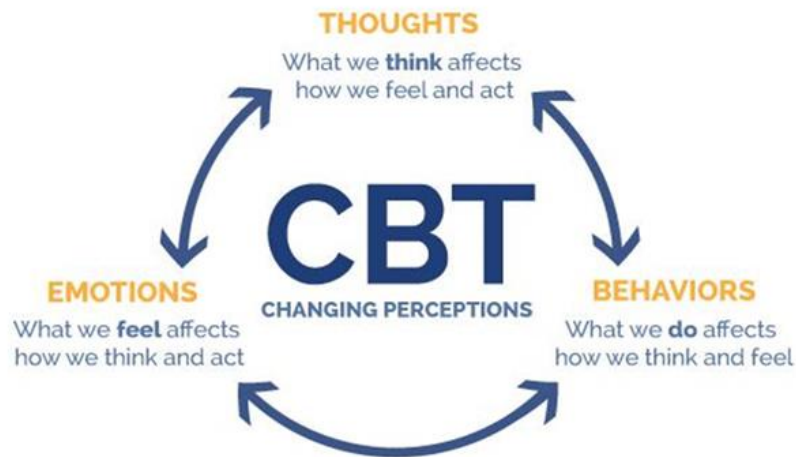 THOUGHTS
What we think affects
how we feel and act
CBT
CHANGING PERCEPTIONS
EMOTIONS
What we feel affects
how we think and act
BEHAVIORS
What we do affects
how we think and feel